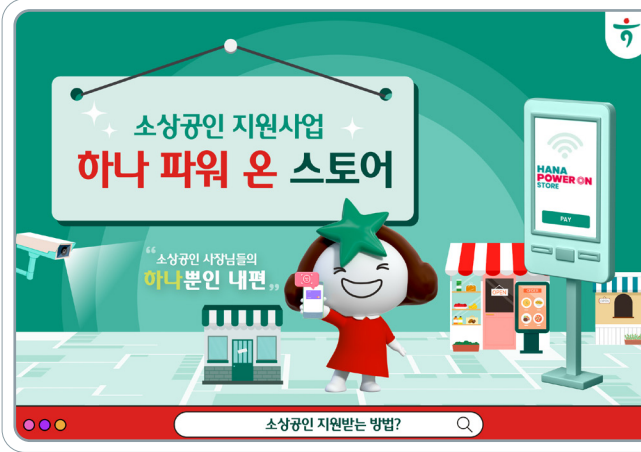 소상공인 지원사업
하나 파워 온 스토어
HANA
POWER ON
STORE
PAY
“소상공인 사장님들의
하나뿐인 내편„
소상공인 지원받는 방법?